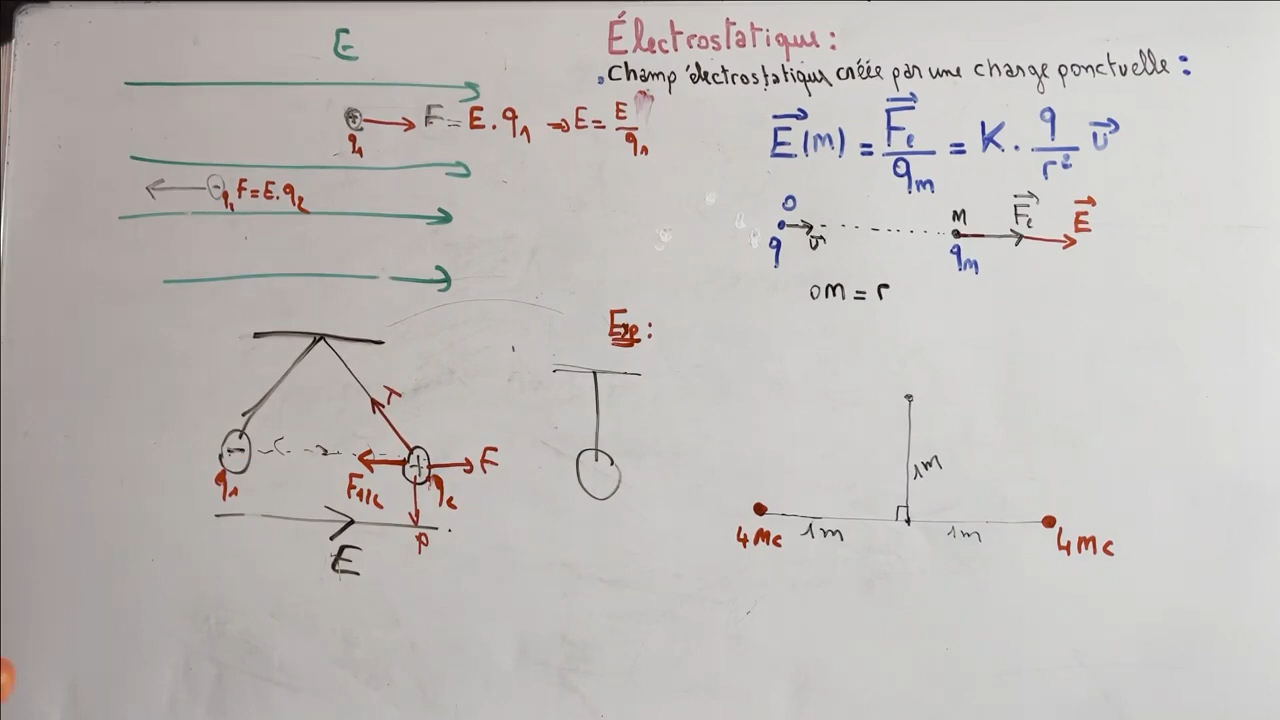 E
F = E . q1 → E = E/q1
q1
q1 F = E . q2
Électrostatique :
. Champ électrostatique créée par une charge ponctuelle :
E(m) = Fe/qm = K . q/r² u
O
q
u
M
qm
Fe
E
OM = r
Exp :
T
F
F1/2
q1
q2
P
E
1m
4Mc
1m
1m
4Mc